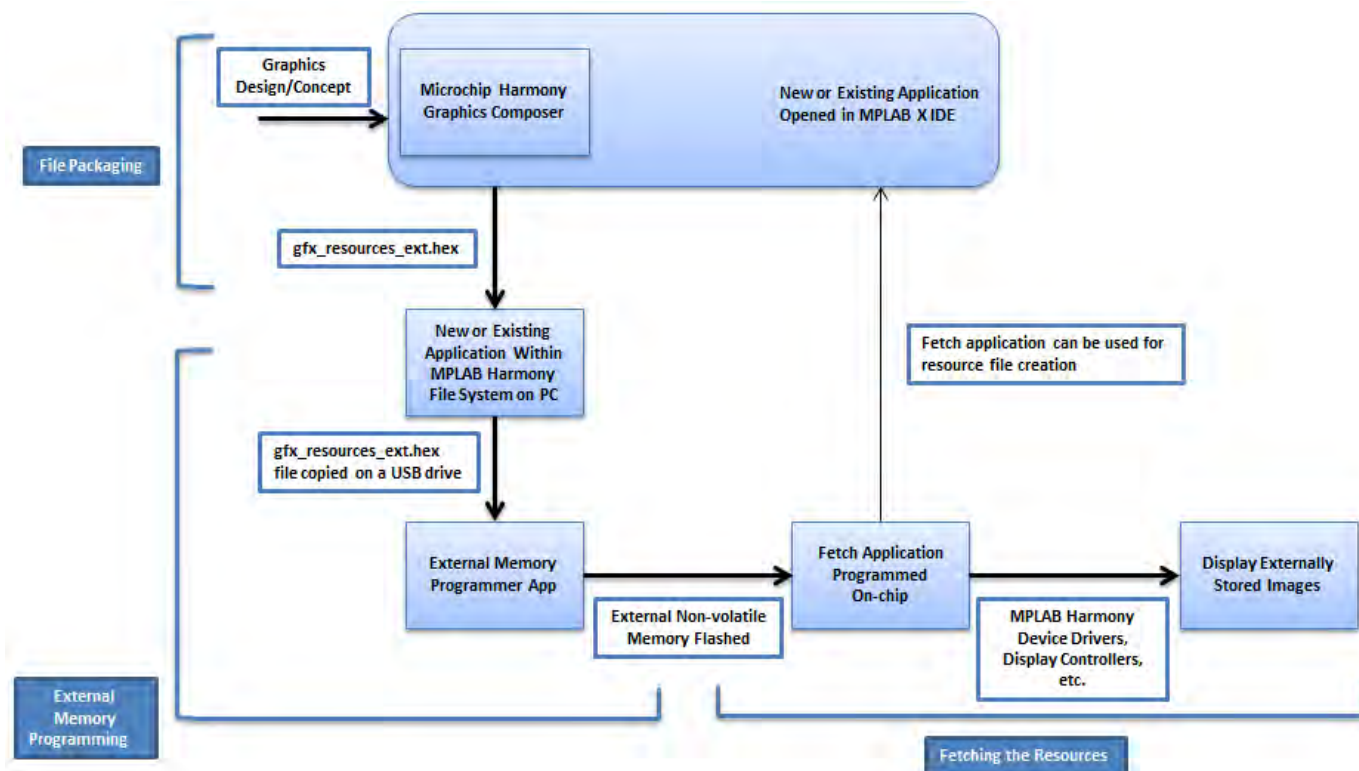 Graphics
Design/Concept
Microchip Harmony
Graphics Composer
New or Existing Application
Opened in MPLAB X IDE
File Packaging
gfx_resources_ext.hex
New or Existing
Application Within
MPLAB Harmony
File System on PC
Fetch application can be used for
resource file creation
gfx_resources_ext.hex
file copied on a USB drive
External Memory
Programmer App
Fetch Application
Programmed
On-chip
Display Externally
Stored Images
External Non-volatile
Memory Flashed
MPLAB Harmony
Device Drivers,
Display Controllers,
etc.
External
Memory
Programming
Fetching the Resources